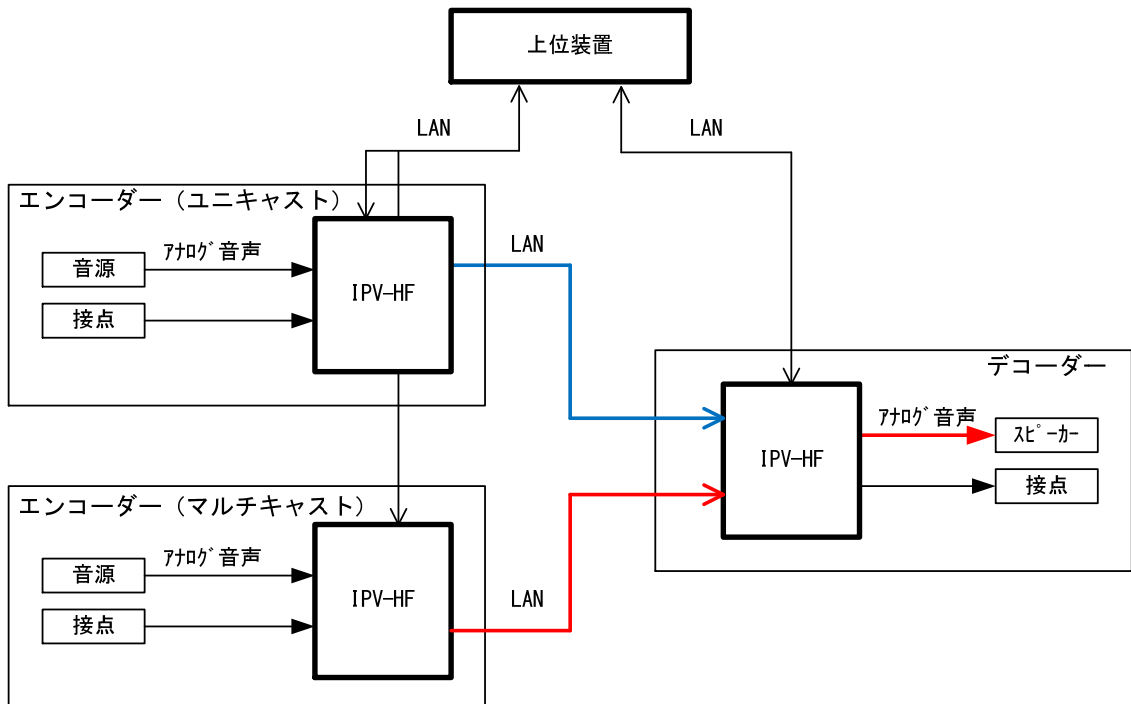 上位装置
LAN
LAN
エンコーダー（ユニキャスト）
ｱﾅﾛｸﾞ音声
音源
接点
IPV-HF
LAN
デコーダー
ｱﾅﾛｸﾞ音声
ｽﾋﾟｰｶｰ
接点
IPV-HF
エンコーダー（マルチキャスト）
ｱﾅﾛｸﾞ音声
音源
接点
IPV-HF
LAN